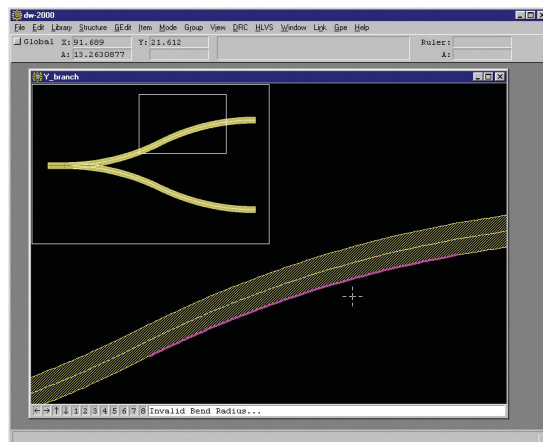 dw-2000
File Edit Library Structure GEdit Item Mode Group View DRC HLVS Window Link Gpe Help
Global X: 91.689 Y: 21.612 Ruler:
A: 13.2630877 A:
Y_branch
1 2 3 4 5 6 7 8 Invalid Bend Radius...